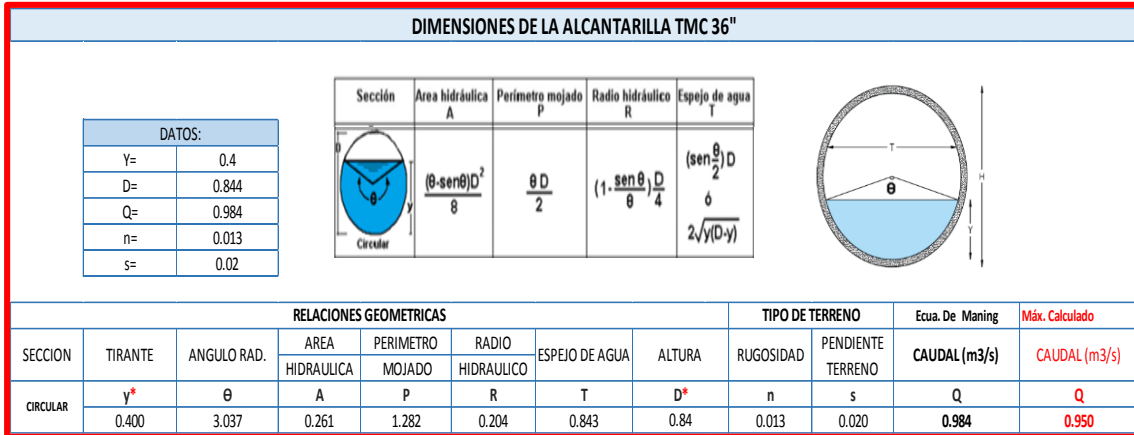 DIMENSIONES DE LA ALCANTARILLA TMC 36"
DATOS:
Y= 0.4
D= 0.844
Q= 0.984
n= 0.013
s= 0.02
Sección Area hidráulica A Perímetro mojado P Radio hidráulico R Espejo de agua T
D θ y
Circular
(θ-senθ)D²/8
θ D/2
(1-senθ/θ)D/4
(senθ/2)D
ó
2√y(D-y)
T
θ
H
Y
RELACIONES GEOMETRICAS TIPO DE TERRENO Ecua. De Maning Máx. Calculado
SECCION TIRANTE ANGULO RAD. AREA HIDRAULICA PERIMETRO MOJADO RADIO HIDRAULICO ESPEJO DE AGUA ALTURA RUGOSIDAD PENDIENTE TERRENO CAUDAL (m3/s) CAUDAL (m3/s)
CIRCULAR y* θ A P R T D* n s Q Q
0.400 3.037 0.261 1.282 0.204 0.843 0.84 0.013 0.020 0.984 0.950